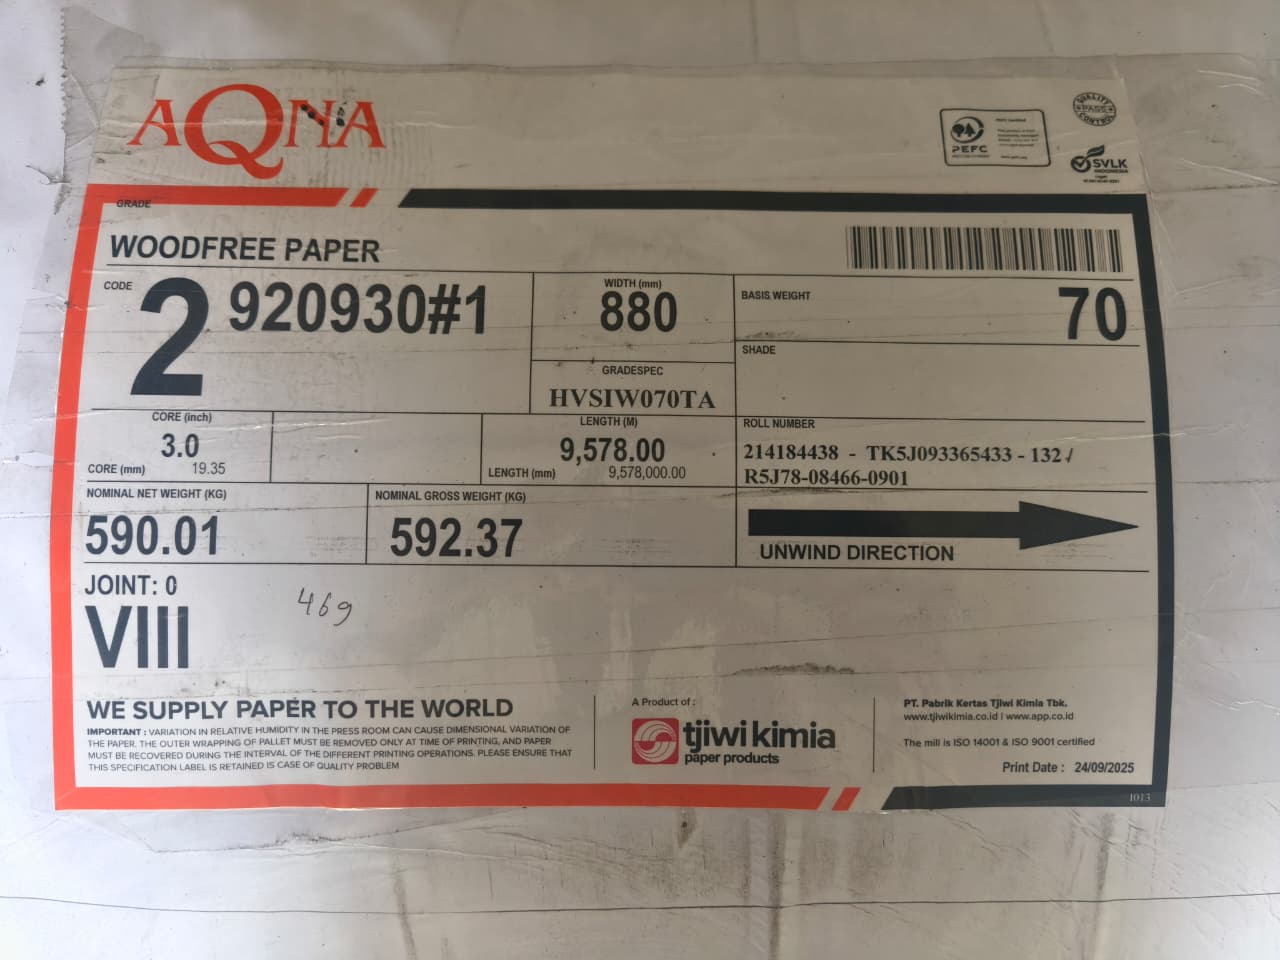 AQNA
QUALITY PASS CONTROL
PEFC
SVLK
INDONESIA
GRADE
WOODFREE PAPER
CODE
2 920930#1
WIDTH (mm)
880
BASIS WEIGHT
70
GRADESPEC
HVSIW070TA
SHADE
CORE (inch)
3.0
CORE (mm) 19.35
LENGTH (M)
9,578.00
LENGTH (mm) 9,578,000.00
ROLL NUMBER
214184438 - TK5J093365433 - 132 /
R5J78-08466-0901
NOMINAL NET WEIGHT (KG)
590.01
NOMINAL GROSS WEIGHT (KG)
592.37
UNWIND DIRECTION
JOINT: 0
VIII
469
WE SUPPLY PAPER TO THE WORLD
IMPORTANT : VARIATION IN RELATIVE HUMIDITY IN THE PRESS ROOM CAN CAUSE DIMENSIONAL VARIATION OF
THE PAPER. THE OUTER WRAPPING OF PALLET MUST BE REMOVED ONLY AT TIME OF PRINTING, AND PAPER
MUST BE RECOVERED DURING THE INTERVAL OF THE DIFFERENT PRINTING OPERATIONS. PLEASE ENSURE THAT
THIS SPECIFICATION LABEL IS RETAINED IS CASE OF QUALITY PROBLEM
A Product of :
tjiwi kimia
paper products
PT. Pabrik Kertas Tjiwi Kimia Tbk.
www.tjiwikimia.co.id | www.app.co.id
The mill is ISO 14001 & ISO 9001 certified
Print Date : 24/09/2025
1013